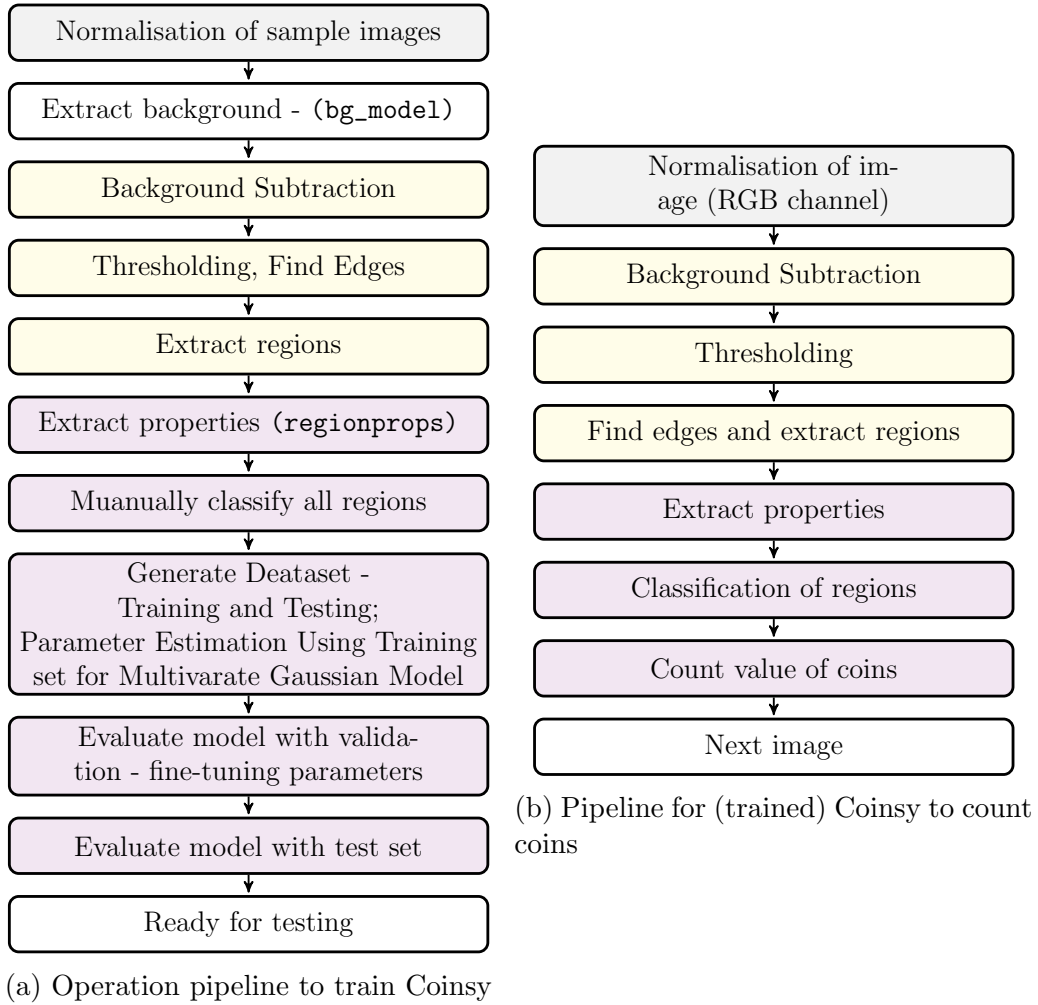 Normalisation of sample images
Extract background - (bg_model)
Background Subtraction
Thresholding, Find Edges
Extract regions
Extract properties (regionprops)
Muanually classify all regions
Generate Deataset -
Training and Testing;
Parameter Estimation Using Training
set for Multivarate Gaussian Model
Evaluate model with valida-
tion - fine-tuning parameters
Evaluate model with test set
Ready for testing
(a) Operation pipeline to train Coinsy
Normalisation of im-
age (RGB channel)
Background Subtraction
Thresholding
Find edges and extract regions
Extract properties
Classification of regions
Count value of coins
Next image
(b) Pipeline for (trained) Coinsy to count
coins